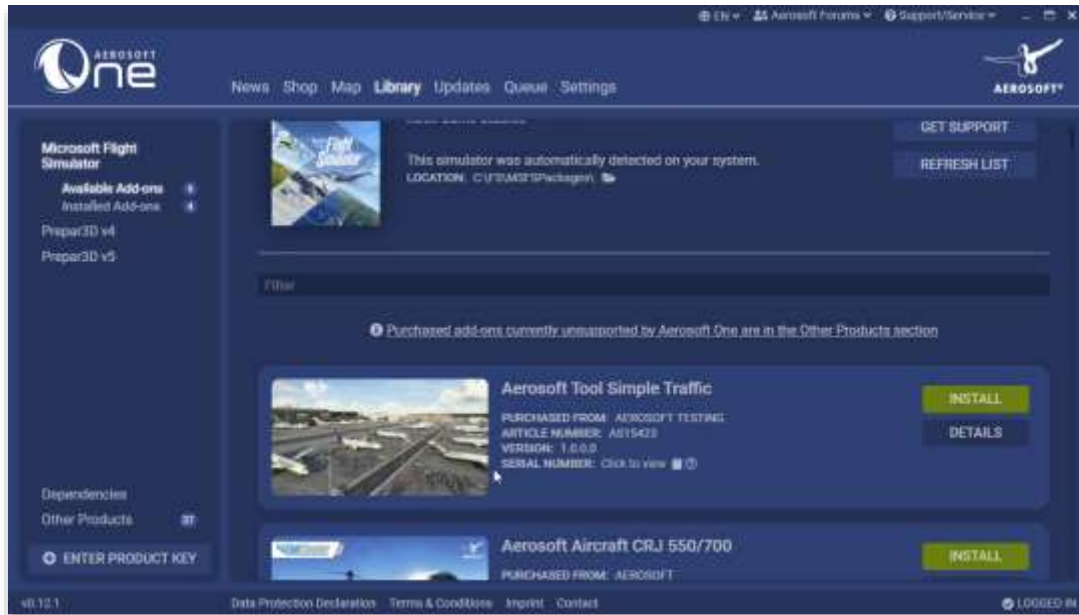 EN Aerosoft Forums Support/Service
AEROSOFT
One
News Shop Map Library Updates Queue Settings
AEROSOFT
Microsoft Flight
Simulator
Available Add-ons
Installed Add-ons 4
Prepar3D v4
Prepar3D v5
Dependencies
Other Products 37
ENTER PRODUCT KEY
Flight
Simulator
This simulator was automatically detected on your system.
LOCATION:
GET SUPPORT
REFRESH LIST
Filter
Purchased add-ons currently unsupported by Aerosoft One are in the Other Products section
Aerosoft Tool Simple Traffic
PURCHASED FROM: AEROSOFT TESTING
ARTICLE NUMBER: AS15423
VERSION: 1.0.0.0
SERIAL NUMBER: Click to view
INSTALL
DETAILS
Aerosoft Aircraft CRJ 550/700
PURCHASED FROM: AEROSOFT
INSTALL
v0.12.1
Data Protection Declaration Terms & Conditions Imprint Contact
LOGGED IN